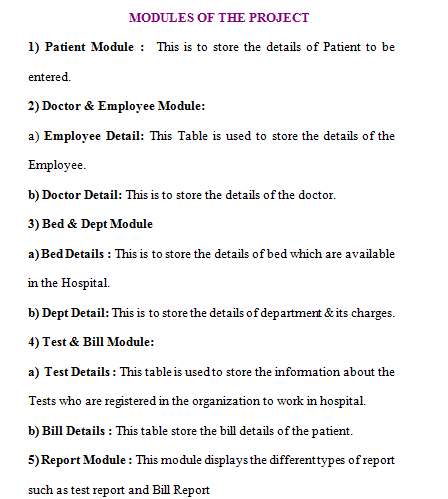 MODULES OF THE PROJECT
1) Patient Module : This is to store the details of Patient to be
entered.
2) Doctor & Employee Module:
a) Employee Detail: This Table is used to store the details of the
Employee.
b) Doctor Detail: This is to store the details of the doctor.
3) Bed & Dept Module
a) Bed Details : This is to store the details of bed which are available
in the Hospital.
b) Dept Detail: This is to store the details of department & its charges.
4) Test & Bill Module:
a) Test Details : This table is used to store the information about the
Tests who are registered in the organization to work in hospital.
b) Bill Details : This table store the bill details of the patient.
5) Report Module : This module displays the different types of report
such as test report and Bill Report